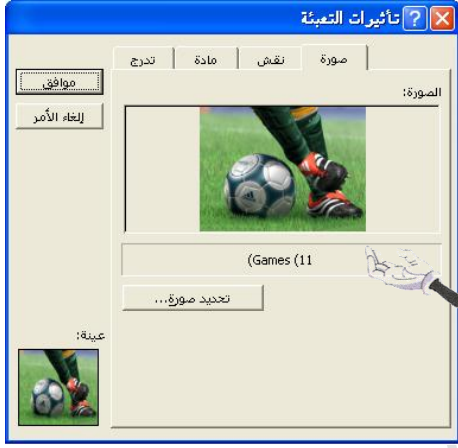 تأثيرات التعبئة
صورة
نقش
مادة
تدرج
موافق
إلغاء الأمر
الصورة:
(Games (11
تحديد صورة...
عينة: